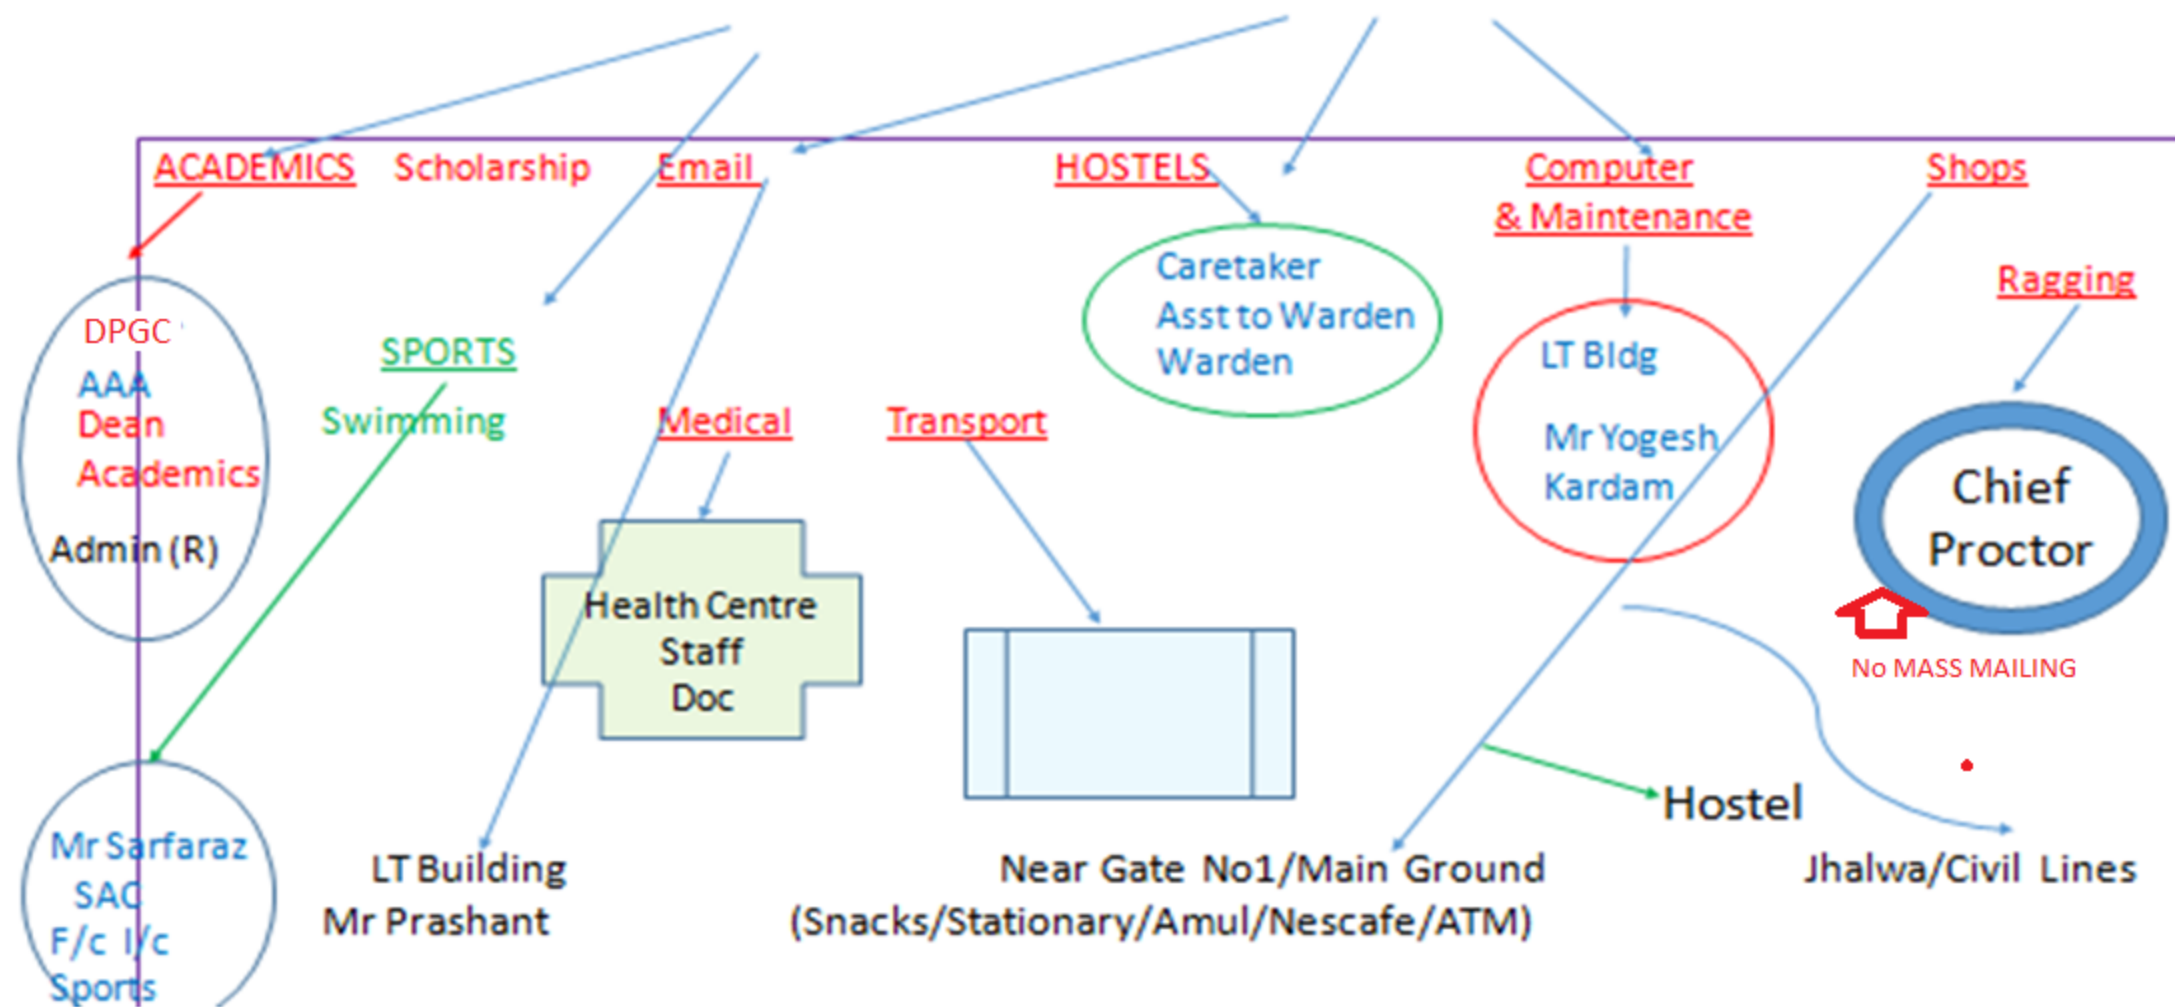 ACADEMICS Scholarship Email HOSTELS Computer Shops
& Maintenance
Ragging
DPGC
AAA
Dean
Academics
Admin (R)
SPORTS
Swimming
Medical
Transport
Caretaker
Asst to Warden
Warden
LT Bldg
Mr Yogesh
Kardam
Chief
Proctor
No MASS MAILING
Health Centre
Staff
Doc
Hostel
Mr Sarfaraz
SAC
F/c I/c
Sports
LT Building
Mr Prashant
Near Gate No1/Main Ground
(Snacks/Stationary/Amul/Nescafe/ATM)
Jhalwa/Civil Lines